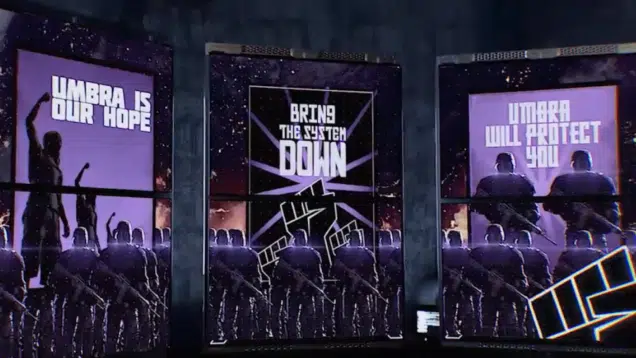 UMBRA IS
OUR HOPE
BRING
THE SYSTEM
DOWN
UMBRA
WILL PROTECT
YOU